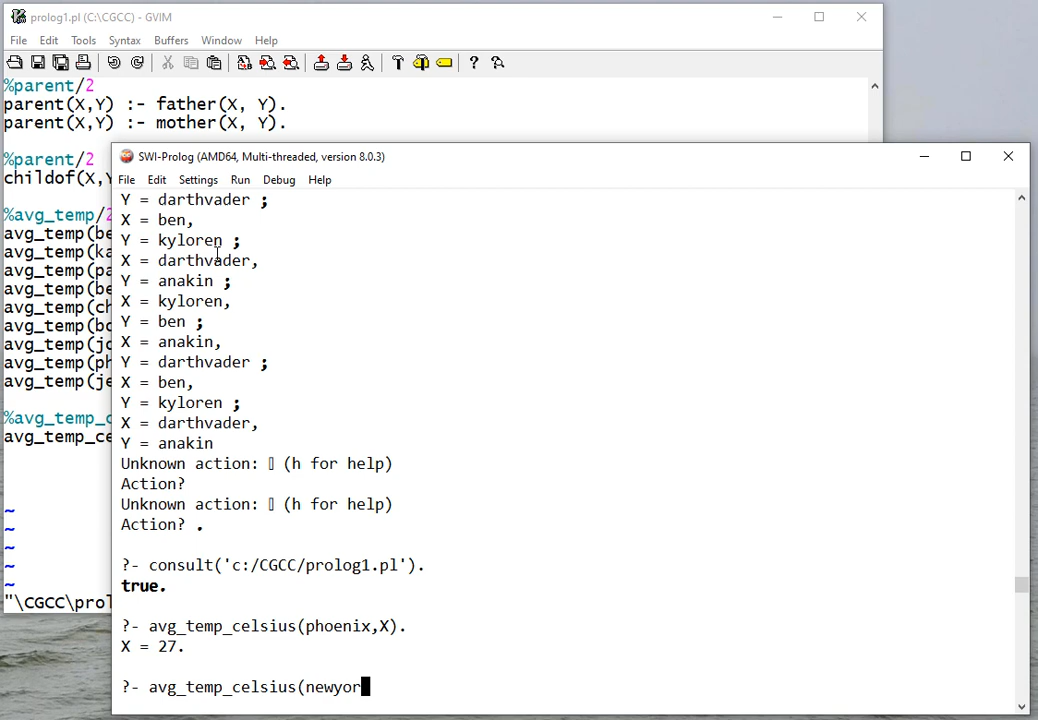 prolog1.pl (C:\CGCC) - GVIM
File Edit Tools Syntax Buffers Window Help
%parent/2
parent(X,Y) :- father(X, Y).
parent(X,Y) :- mother(X, Y).
%parent/2
childof(X,Y
%avg_temp/2
avg_temp(be
avg_temp(ka
avg_temp(pa
avg_temp(be
avg_temp(ch
avg_temp(bo
avg_temp(jo
avg_temp(ph
avg_temp(je
%avg_temp_c
avg_temp_ce
~
~
~
~
~
"\CGCC\prol
SWI-Prolog (AMD64, Multi-threaded, version 8.0.3)
File Edit Settings Run Debug Help
Y = darthvader ;
X = ben,
Y = kyloren ;
X = darthvader,
Y = anakin ;
X = kyloren,
Y = ben ;
X = anakin,
Y = darthvader ;
X = ben,
Y = kyloren ;
X = darthvader,
Y = anakin
Unknown action: ▯ (h for help)
Action?
Unknown action: ▯ (h for help)
Action? .
?- consult('c:/CGCC/prolog1.pl').
true.
?- avg_temp_celsius(phoenix,X).
X = 27.
?- avg_temp_celsius(newyor